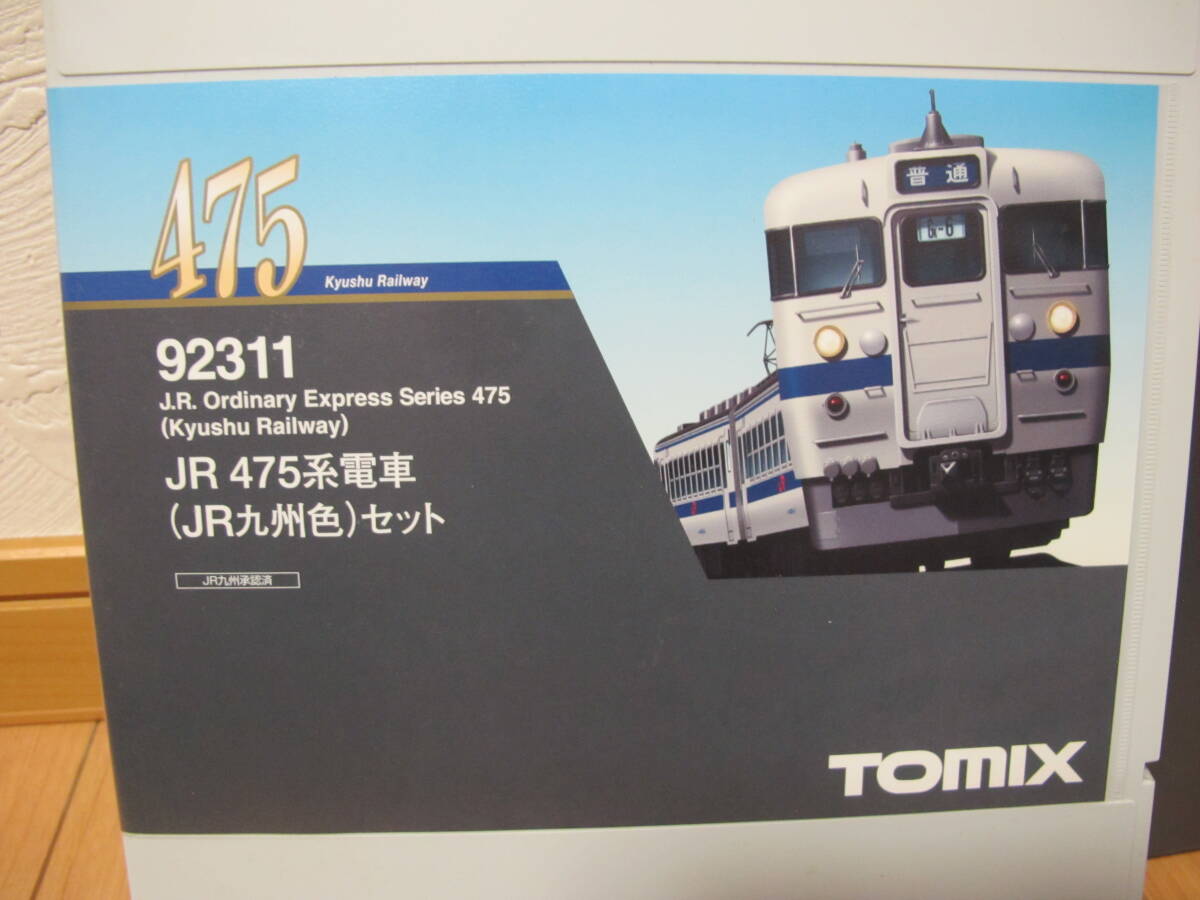 475
Kyushu Railway
92311
J.R. Ordinary Express Series 475
(Kyushu Railway)
JR 475系電車
(JR九州色)セット
JR九州承認済
普通
G-6
TOMIX